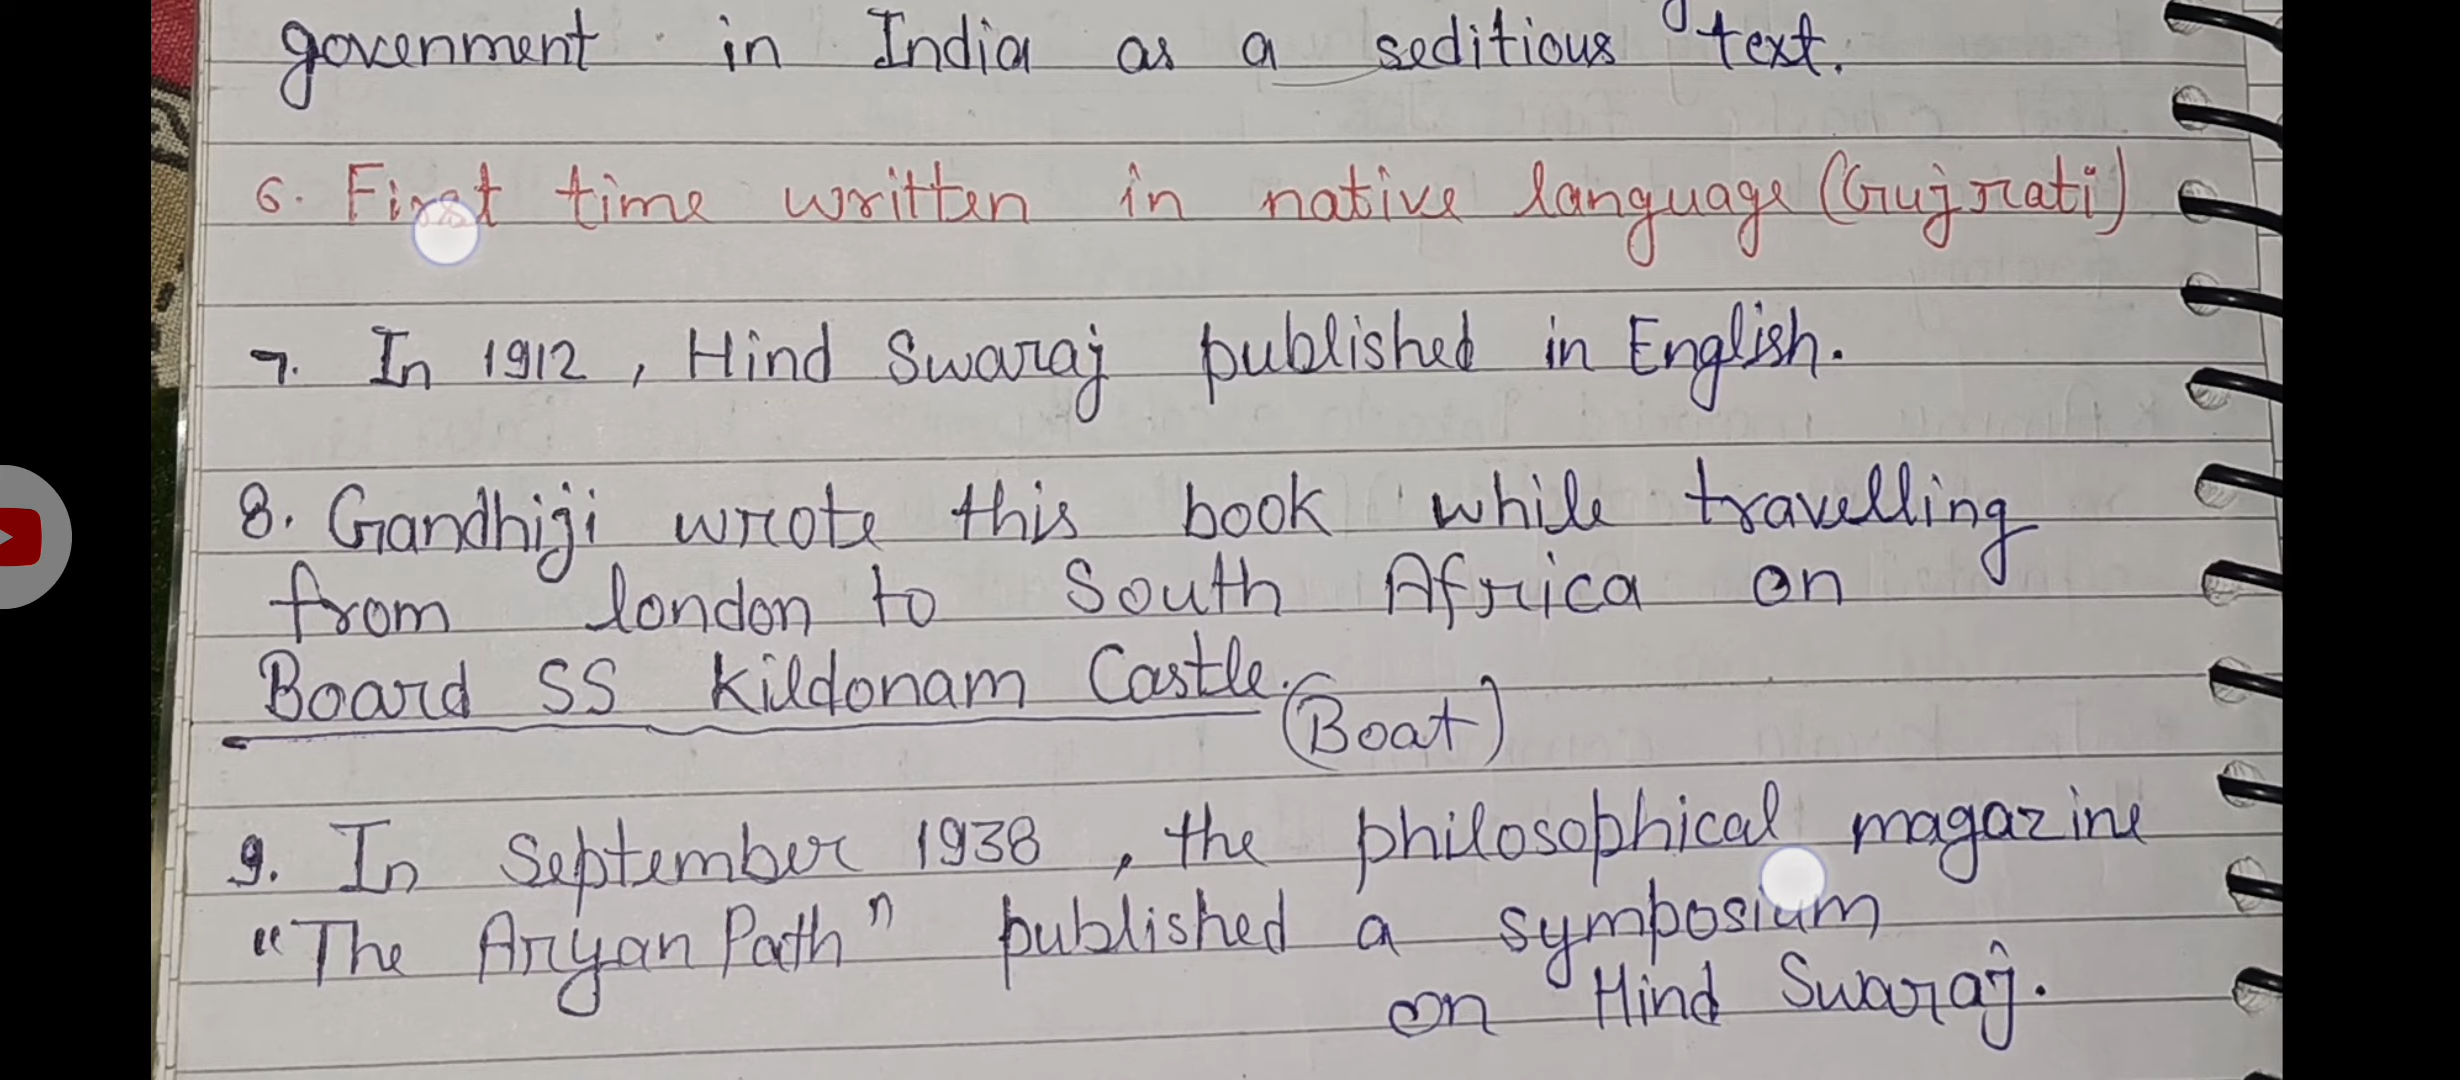 govenment in India as a seditious text.
6. First time written in native language (Gujrati)
7. In 1912, Hind Swaraj published in English.
8. Gandhiji wrote this book while travelling
from london to South Africa on
Board SS Kildonam Castle.
(Boat)
9. In September 1938, the philosophical magazine
"The Aryan Path" published a symposium
on Hind Swaraj.